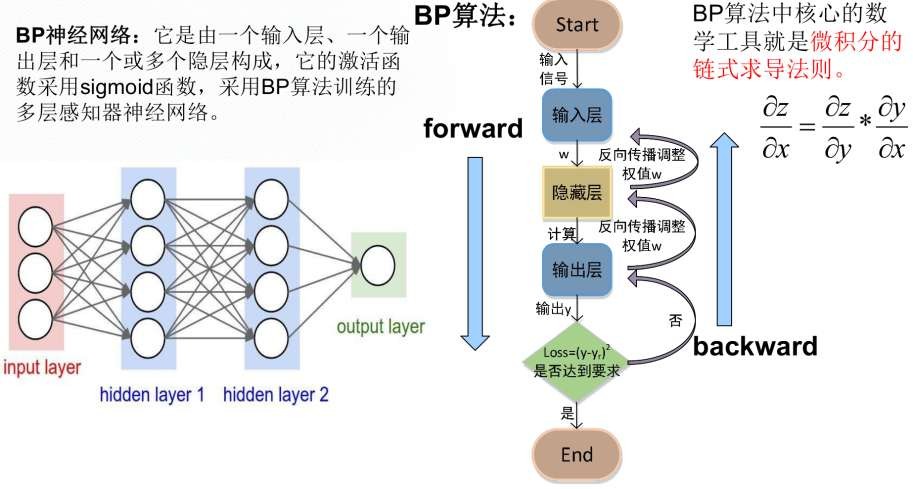 BP神经网络：它是由一个输入层、一个输
出层和一个或多个隐层构成，它的激活函
数采用sigmoid函数，采用BP算法训练的
多层感知器神经网络。
input layer
hidden layer 1
hidden layer 2
output layer
BP算法：
forward
Start
输入
信号
输入层
w
反向传播调整
权值w
隐藏层
计算
反向传播调整
权值w
输出层
输出y
否
Loss=(y-yᵣ)²
是否达到要求
是
End
backward
BP算法中核心的数
学工具就是微积分的
链式求导法则。
∂z/∂x = ∂z/∂y * ∂y/∂x